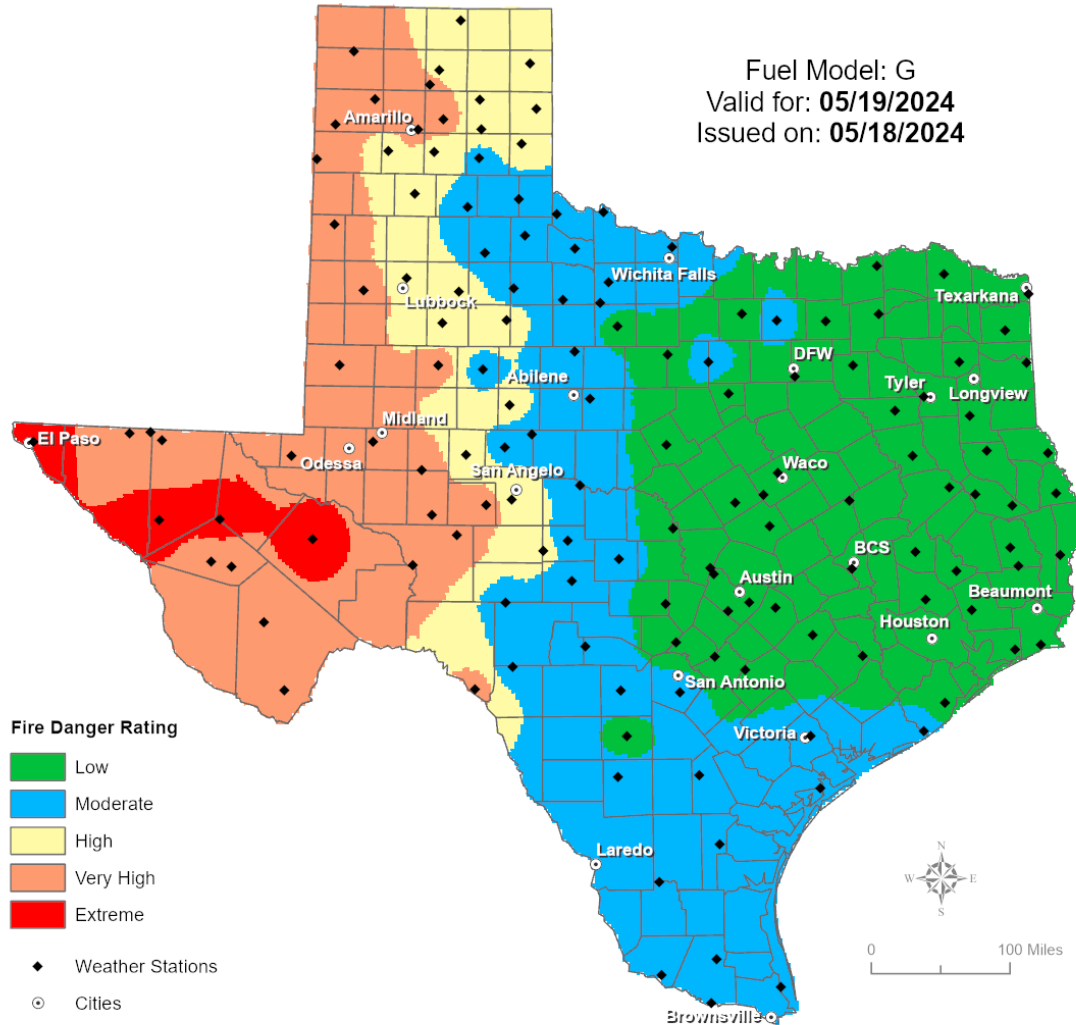 Fuel Model: G
Valid for: 05/19/2024
Issued on: 05/18/2024
Amarillo
Wichita Falls
Lubbock
Texarkana
DFW
Abilene
Tyler
Longview
Midland
El Paso
Odessa
San Angelo
Waco
BCS
Austin
Beaumont
Houston
San Antonio
Victoria
Laredo
Brownsville
Fire Danger Rating
Low
Moderate
High
Very High
Extreme
Weather Stations
Cities
N
W E
S
0 100 Miles